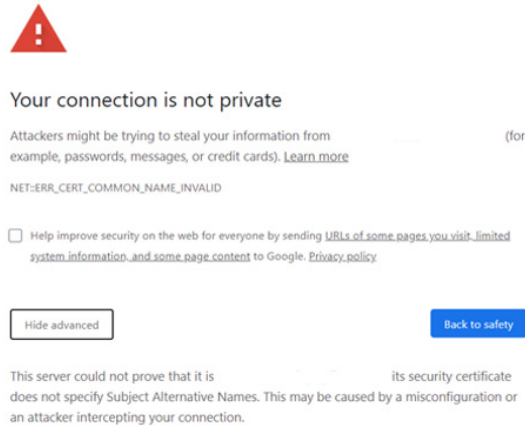 Your connection is not private
Attackers might be trying to steal your information from (for
example, passwords, messages, or credit cards). Learn more
NET::ERR_CERT_COMMON_NAME_INVALID
Help improve security on the web for everyone by sending URLs of some pages you visit, limited
system information, and some page content to Google. Privacy policy
Hide advanced
Back to safety
This server could not prove that it is its security certificate
does not specify Subject Alternative Names. This may be caused by a misconfiguration or
an attacker intercepting your connection.